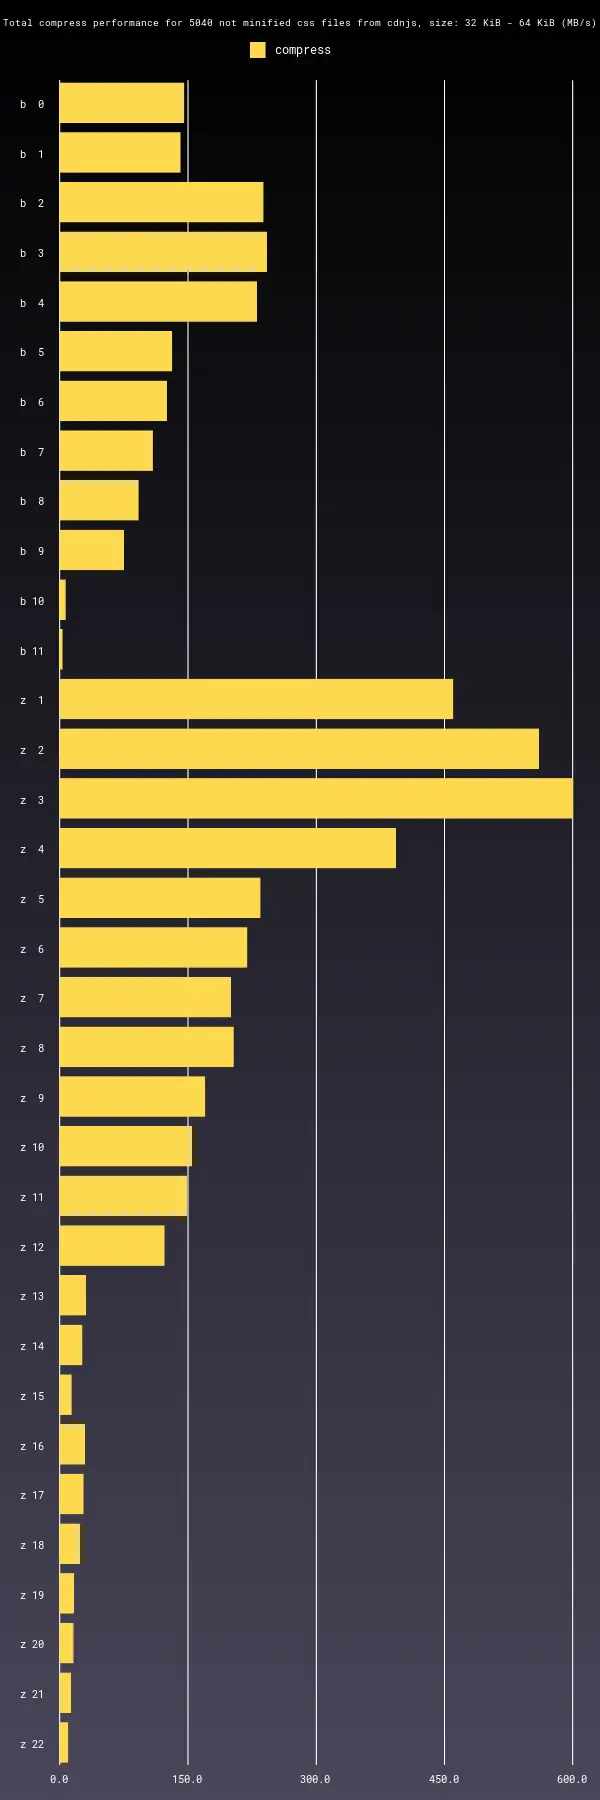 Total compress performance for 5040 not minified css files from cdnjs, size: 32 KiB - 64 KiB (MB/s)
compress
b 0
b 1
b 2
b 3
b 4
b 5
b 6
b 7
b 8
b 9
b 10
b 11
z 1
z 2
z 3
z 4
z 5
z 6
z 7
z 8
z 9
z 10
z 11
z 12
z 13
z 14
z 15
z 16
z 17
z 18
z 19
z 20
z 21
z 22
0.0 150.0 300.0 450.0 600.0